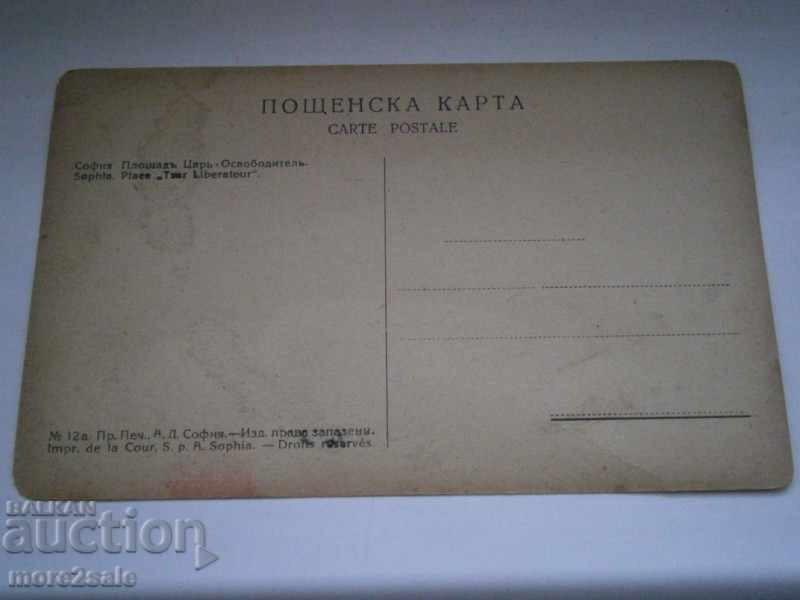 ПОЩЕНСКА КАРТА
CARTE POSTALE
София Площадъ Царь-Освободитель.
Sophia. Place „Tsar Liberateur".
№ 12а. Пр. Печ., А. Д. София.—Изд. права запазени.
Impr. de la Cour, S. p. A. Sophia. — Droits réservés.
BALKAN
auction
more2sale